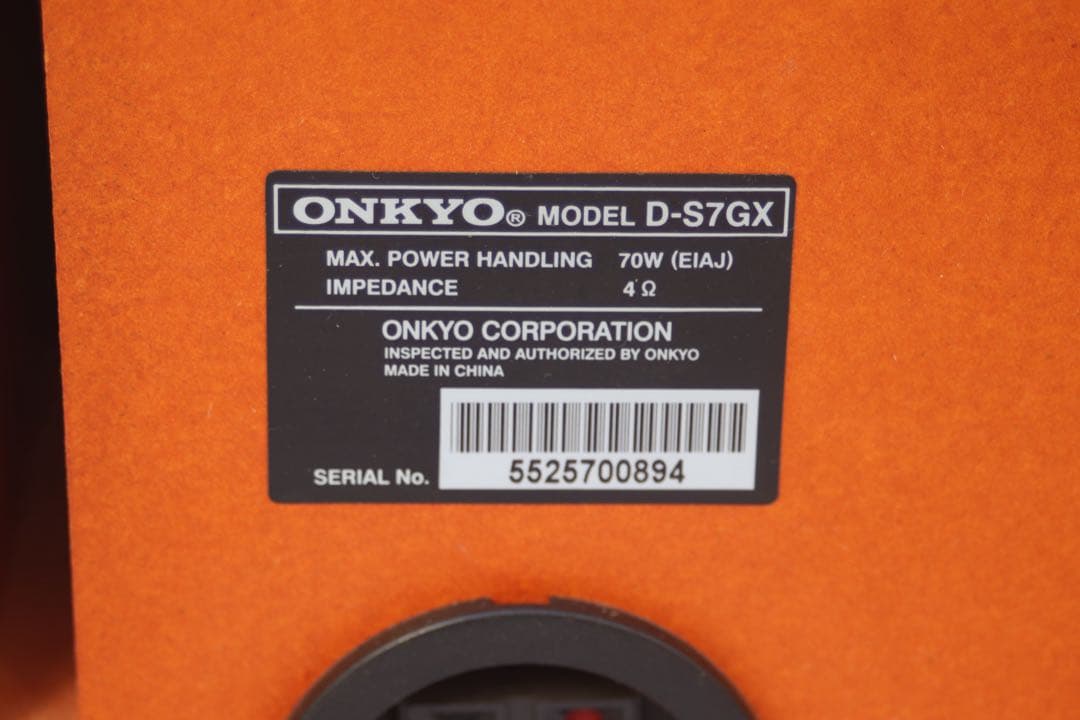 ONKYO® MODEL D-S7GX
MAX. POWER HANDLING 70W (EIAJ)
IMPEDANCE 4 Ω
ONKYO CORPORATION
INSPECTED AND AUTHORIZED BY ONKYO
MADE IN CHINA
SERIAL No. 5525700894